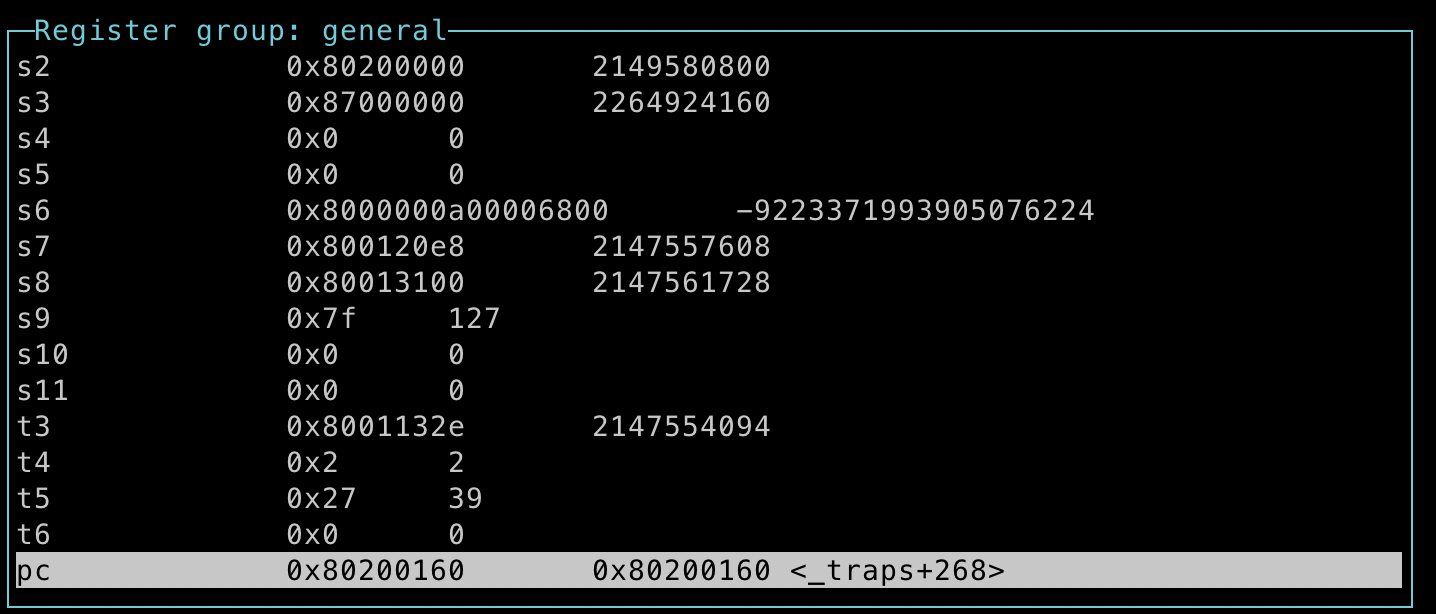 Register group: general
s2 0x80200000 2149580800
s3 0x87000000 2264924160
s4 0x0 0
s5 0x0 0
s6 0x8000000a00006800 -9223371993905076224
s7 0x800120e8 2147557608
s8 0x80013100 2147561728
s9 0x7f 127
s10 0x0 0
s11 0x0 0
t3 0x8001132e 2147554094
t4 0x2 2
t5 0x27 39
t6 0x0 0
pc 0x80200160 0x80200160 <_traps+268>